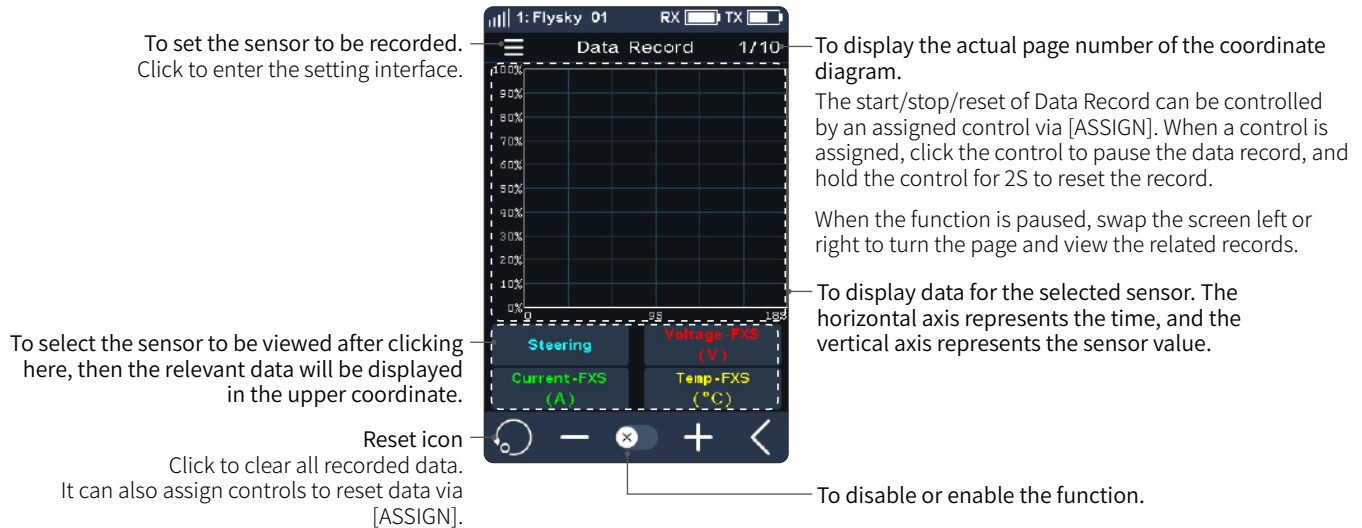 1: Flysky 01 RX TX
Data Record 1/10
100%
90%
80%
70%
60%
50%
40%
30%
20%
10%
0%
0 9S 18S
Steering
Voltage-FXS
(V)
Current-FXS
(A)
Temp-FXS
(°C)
To set the sensor to be recorded.
Click to enter the setting interface.
To select the sensor to be viewed after clicking
here, then the relevant data will be displayed
in the upper coordinate.
Reset icon
Click to clear all recorded data.
It can also assign controls to reset data via
[ASSIGN].
To display the actual page number of the coordinate
diagram.
The start/stop/reset of Data Record can be controlled
by an assigned control via [ASSIGN]. When a control is
assigned, click the control to pause the data record, and
hold the control for 2S to reset the record.
When the function is paused, swap the screen left or
right to turn the page and view the related records.
To display data for the selected sensor. The
horizontal axis represents the time, and the
vertical axis represents the sensor value.
To disable or enable the function.